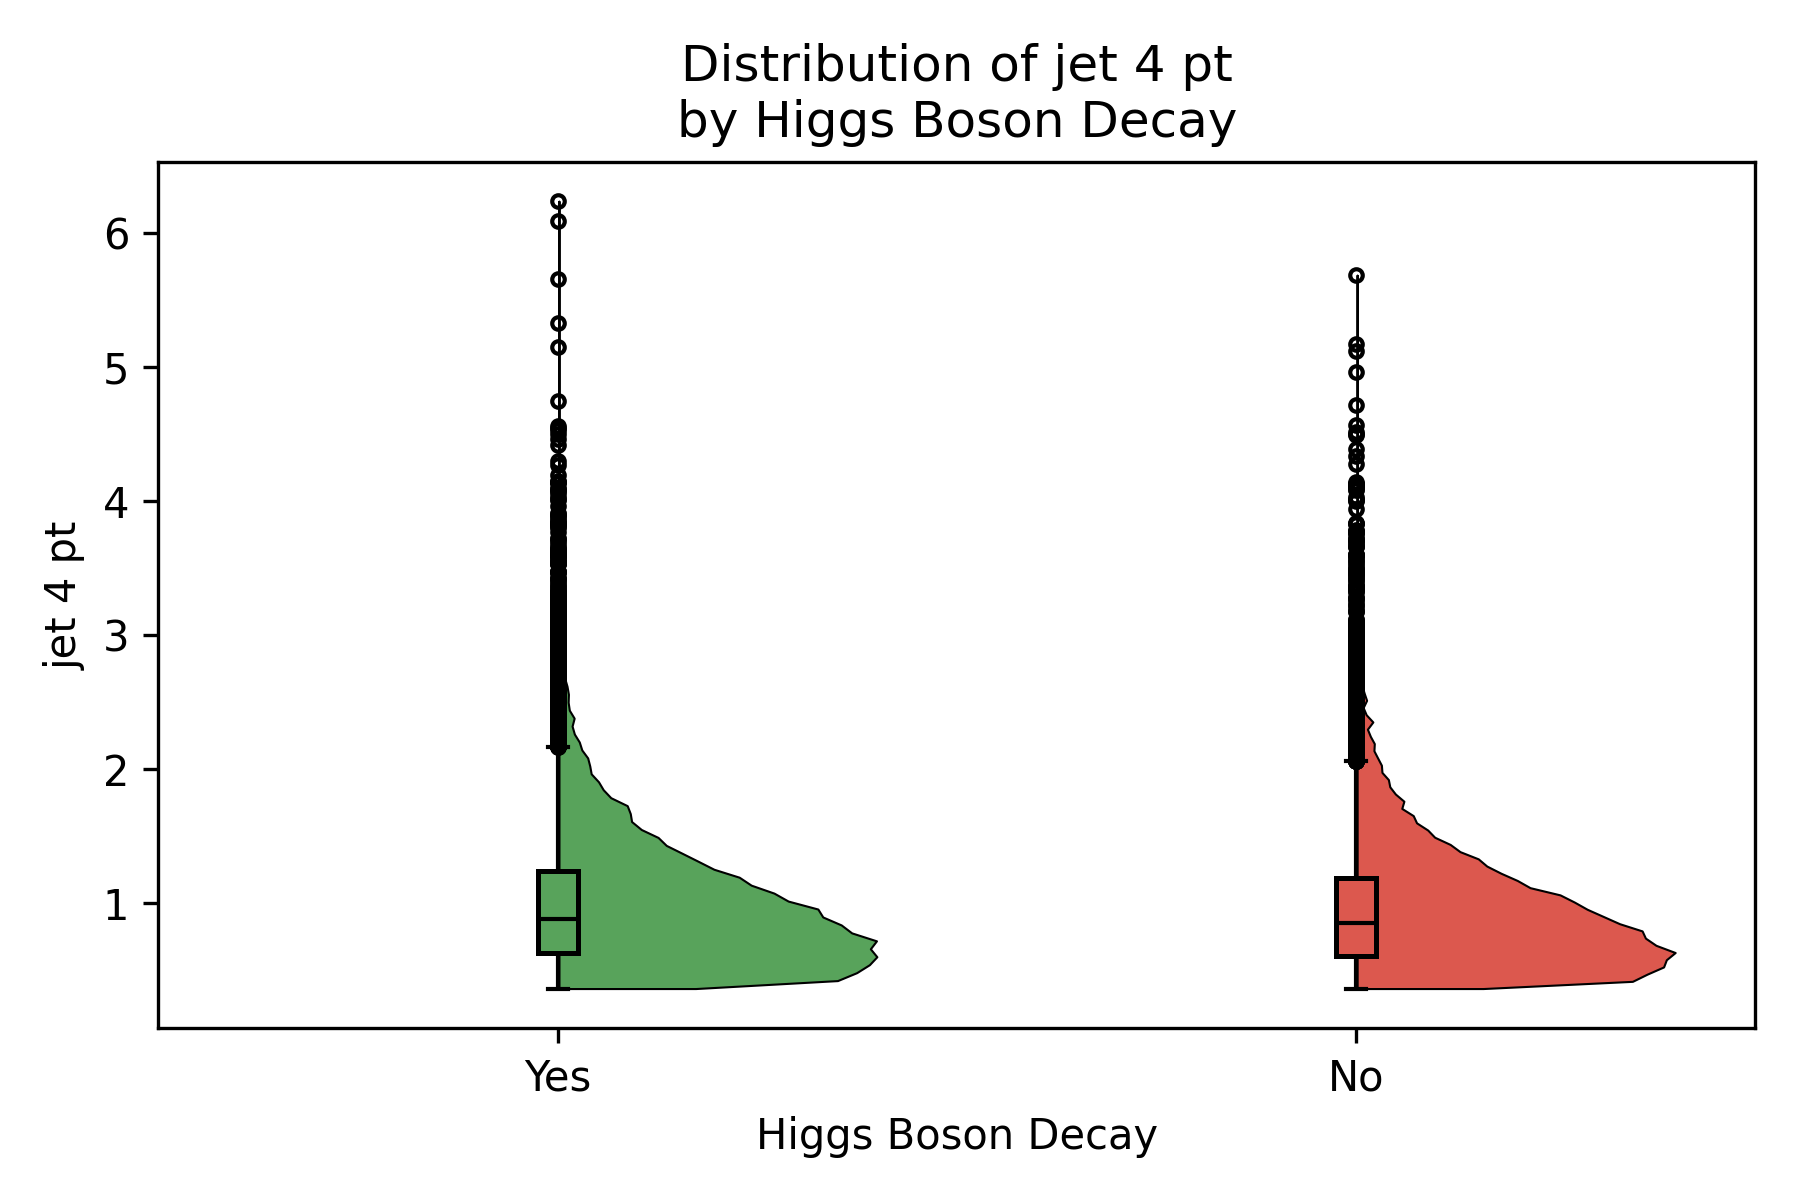 Distribution of jet 4 pt
by Higgs Boson Decay
6
5
4
3
2
1
jet 4 pt
Yes
No
Higgs Boson Decay